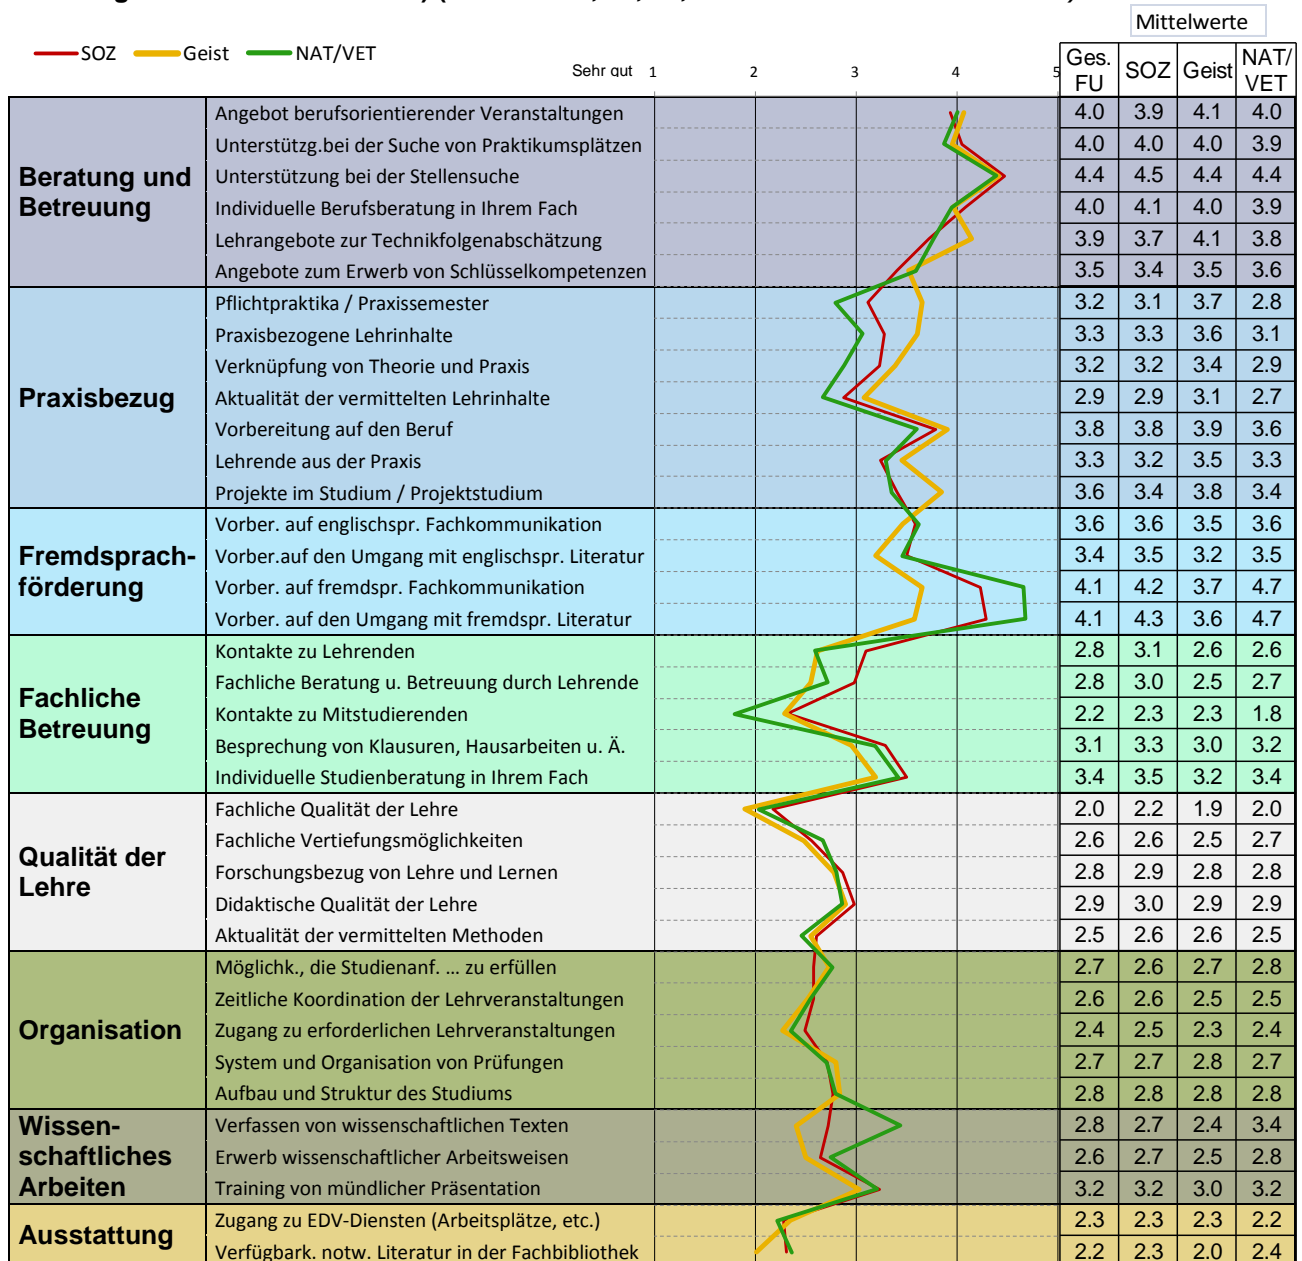 Mittelwerte
SOZ Geist NAT/VET
Sehr gut 1 2 3 4 5
Ges. FU SOZ Geist NAT/ VET
Beratung und Betreuung
Angebot berufsorientierender Veranstaltungen 4.0 3.9 4.1 4.0
Unterstützg.bei der Suche von Praktikumsplätzen 4.0 4.0 4.0 3.9
Unterstützung bei der Stellensuche 4.4 4.5 4.4 4.4
Individuelle Berufsberatung in Ihrem Fach 4.0 4.1 4.0 3.9
Lehrangebote zur Technikfolgenabschätzung 3.9 3.7 4.1 3.8
Angebote zum Erwerb von Schlüsselkompetenzen 3.5 3.4 3.5 3.6
Praxisbezug
Pflichtpraktika / Praxissemester 3.2 3.1 3.7 2.8
Praxisbezogene Lehrinhalte 3.3 3.3 3.6 3.1
Verknüpfung von Theorie und Praxis 3.2 3.2 3.4 2.9
Aktualität der vermittelten Lehrinhalte 2.9 2.9 3.1 2.7
Vorbereitung auf den Beruf 3.8 3.8 3.9 3.6
Lehrende aus der Praxis 3.3 3.2 3.5 3.3
Projekte im Studium / Projektstudium 3.6 3.4 3.8 3.4
Fremdsprach-
förderung
Vorber. auf englischspr. Fachkommunikation 3.6 3.6 3.5 3.6
Vorber.auf den Umgang mit englischspr. Literatur 3.4 3.5 3.2 3.5
Vorber. auf fremdspr. Fachkommunikation 4.1 4.2 3.7 4.7
Vorber. auf den Umgang mit fremdspr. Literatur 4.1 4.3 3.6 4.7
Fachliche
Betreuung
Kontakte zu Lehrenden 2.8 3.1 2.6 2.6
Fachliche Beratung u. Betreuung durch Lehrende 2.8 3.0 2.5 2.7
Kontakte zu Mitstudierenden 2.2 2.3 2.3 1.8
Besprechung von Klausuren, Hausarbeiten u. Ä. 3.1 3.3 3.0 3.2
Individuelle Studienberatung in Ihrem Fach 3.4 3.5 3.2 3.4
Qualität der
Lehre
Fachliche Qualität der Lehre 2.0 2.2 1.9 2.0
Fachliche Vertiefungsmöglichkeiten 2.6 2.6 2.5 2.7
Forschungsbezug von Lehre und Lernen 2.8 2.9 2.8 2.8
Didaktische Qualität der Lehre 2.9 3.0 2.9 2.9
Aktualität der vermittelten Methoden 2.5 2.6 2.6 2.5
Organisation
Möglichk., die Studienanf. ... zu erfüllen 2.7 2.6 2.7 2.8
Zeitliche Koordination der Lehrveranstaltungen 2.6 2.6 2.5 2.5
Zugang zu erforderlichen Lehrveranstaltungen 2.4 2.5 2.3 2.4
System und Organisation von Prüfungen 2.7 2.7 2.8 2.7
Aufbau und Struktur des Studiums 2.8 2.8 2.8 2.8
Wissen-
schaftliches
Arbeiten
Verfassen von wissenschaftlichen Texten 2.8 2.7 2.4 3.4
Erwerb wissenschaftlicher Arbeitsweisen 2.6 2.7 2.5 2.8
Training von mündlicher Präsentation 3.2 3.2 3.0 3.2
Ausstattung
Zugang zu EDV-Diensten (Arbeitsplätze, etc.) 2.3 2.3 2.3 2.2
Verfügbark. notw. Literatur in der Fachbibliothek 2.2 2.3 2.0 2.4